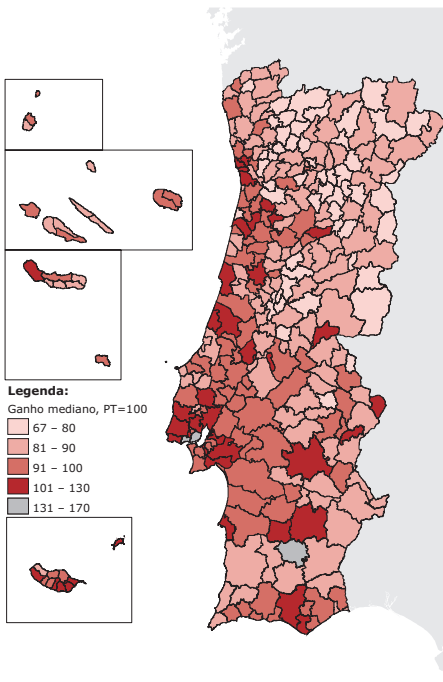 Legenda:
Ganho mediano, PT=100
67 – 80
81 – 90
91 – 100
101 – 130
131 – 170